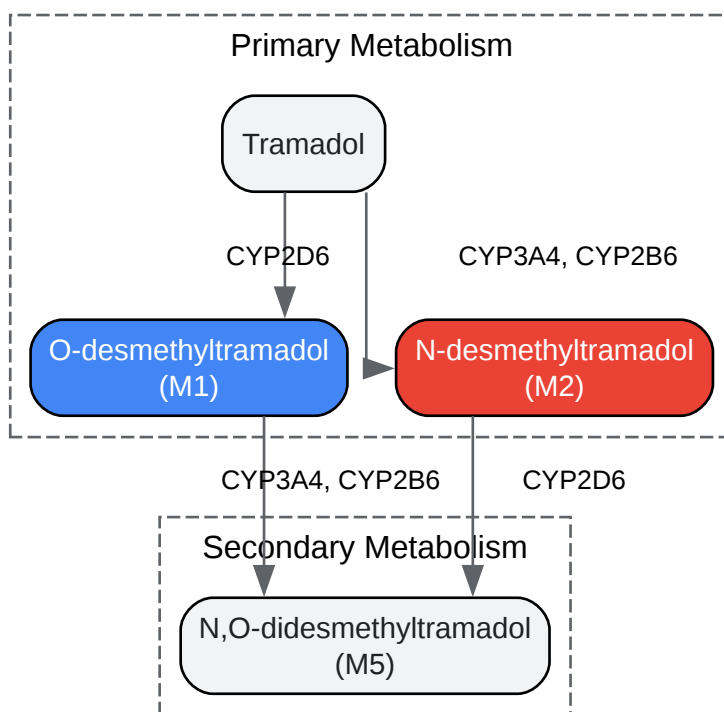 Primary Metabolism
Tramadol
CYP2D6
CYP3A4, CYP2B6
O-desmethyltramadol
(M1)
N-desmethyltramadol
(M2)
CYP3A4, CYP2B6
CYP2D6
Secondary Metabolism
N,O-didesmethyltramadol
(M5)